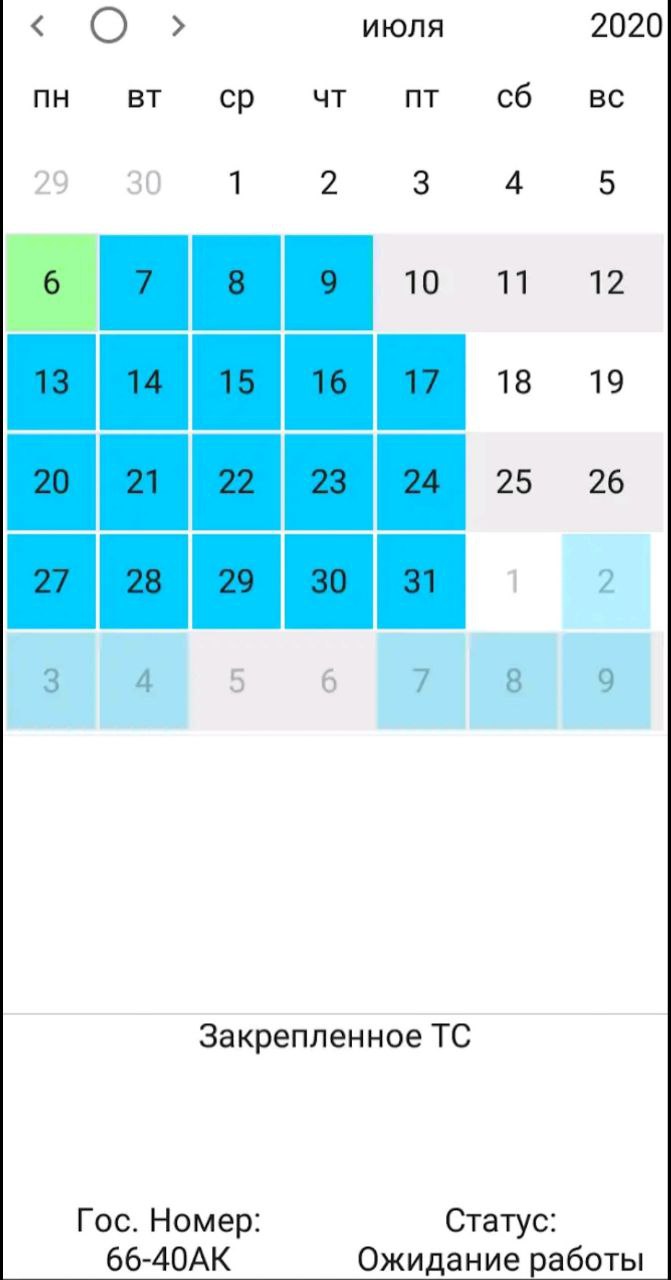 < > июля 2020
пн вт ср чт пт сб вс
29 30 1 2 3 4 5
6 7 8 9 10 11 12
13 14 15 16 17 18 19
20 21 22 23 24 25 26
27 28 29 30 31 1 2
3 4 5 6 7 8 9
Закрепленное ТС
Гос. Номер: Статус:
66-40АК Ожидание работы